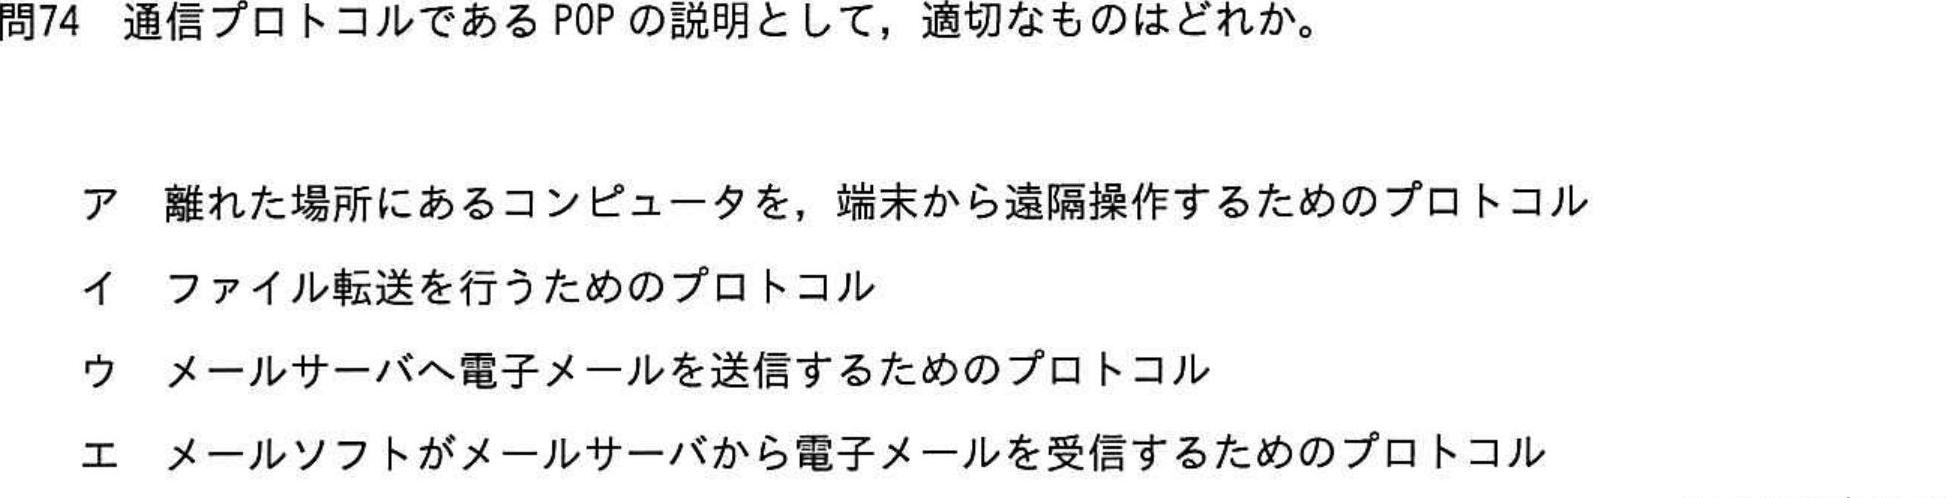 問74 通信プロトコルである POP の説明として，適切なものはどれか。
ア 離れた場所にあるコンピュータを，端末から遠隔操作するためのプロトコル
イ ファイル転送を行うためのプロトコル
ウ メールサーバへ電子メールを送信するためのプロトコル
エ メールソフトがメールサーバから電子メールを受信するためのプロトコル